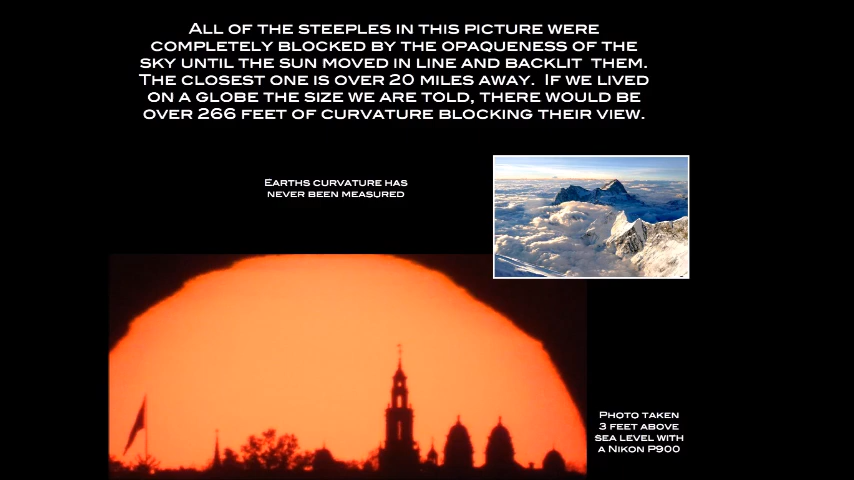 All of the steeples in this picture were
completely blocked by the opaqueness of the
sky until the sun moved in line and backlit them.
The closest one is over 20 miles away. If we lived
on a globe the size we are told, there would be
over 266 feet of curvature blocking their view.
Earths curvature has
never been measured
Photo taken
3 feet above
sea level with
a Nikon P900